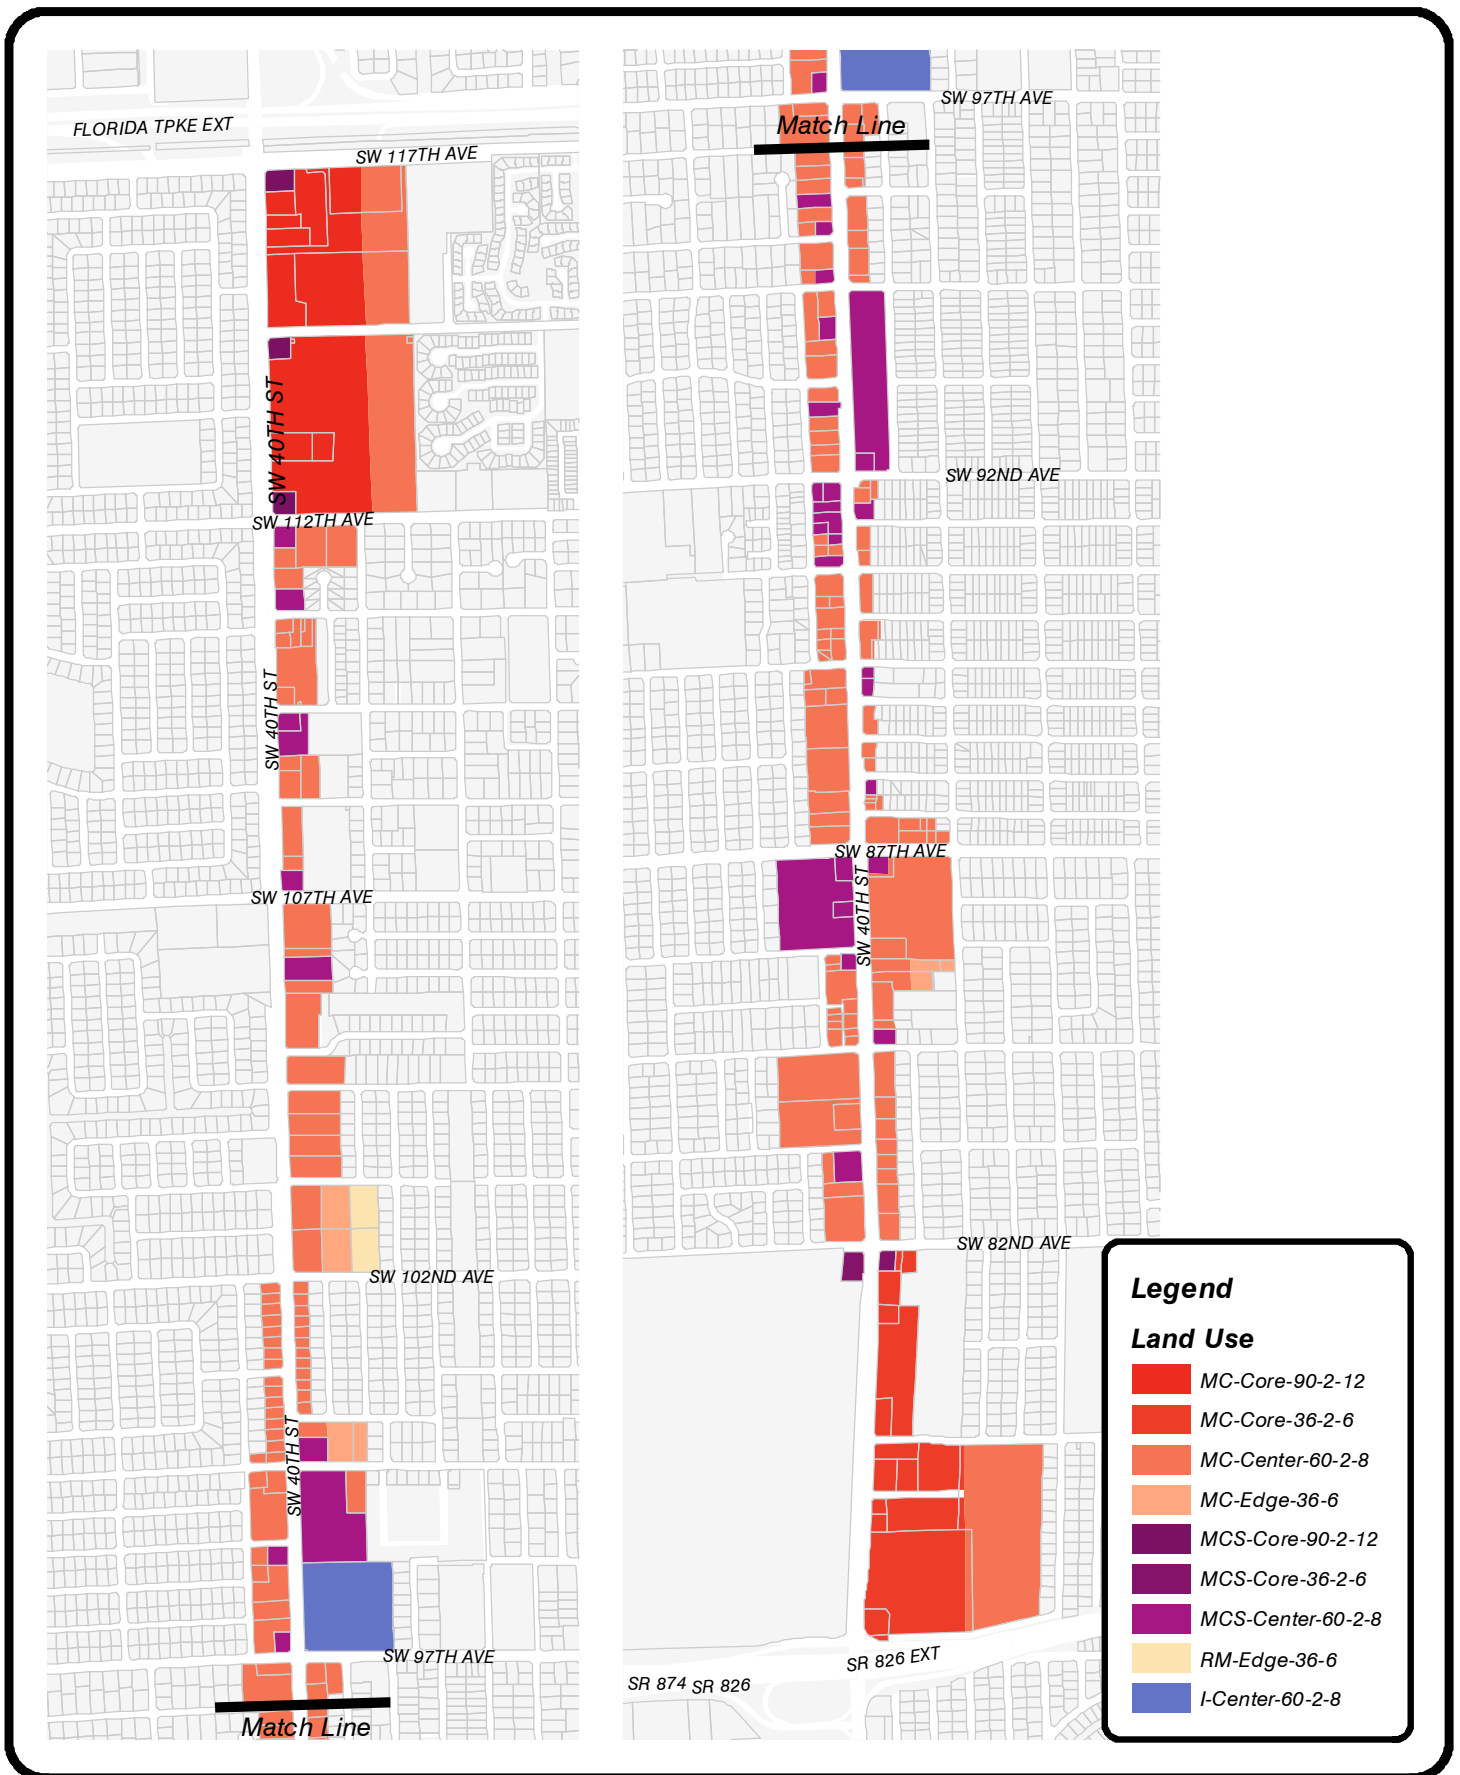 FLORIDA TPKE EXT
SW 117TH AVE
SW 40TH ST
SW 112TH AVE
SW 40TH ST
SW 107TH AVE
SW 102ND AVE
SW 40TH ST
SW 97TH AVE
Match Line
SW 97TH AVE
Match Line
SW 92ND AVE
SW 87TH AVE
SW 40TH ST
SW 82ND AVE
SR 826 EXT
SR 874
SR 826
Legend
Land Use
MC-Core-90-2-12
MC-Core-36-2-6
MC-Center-60-2-8
MC-Edge-36-6
MCS-Core-90-2-12
MCS-Core-36-2-6
MCS-Center-60-2-8
RM-Edge-36-6
I-Center-60-2-8